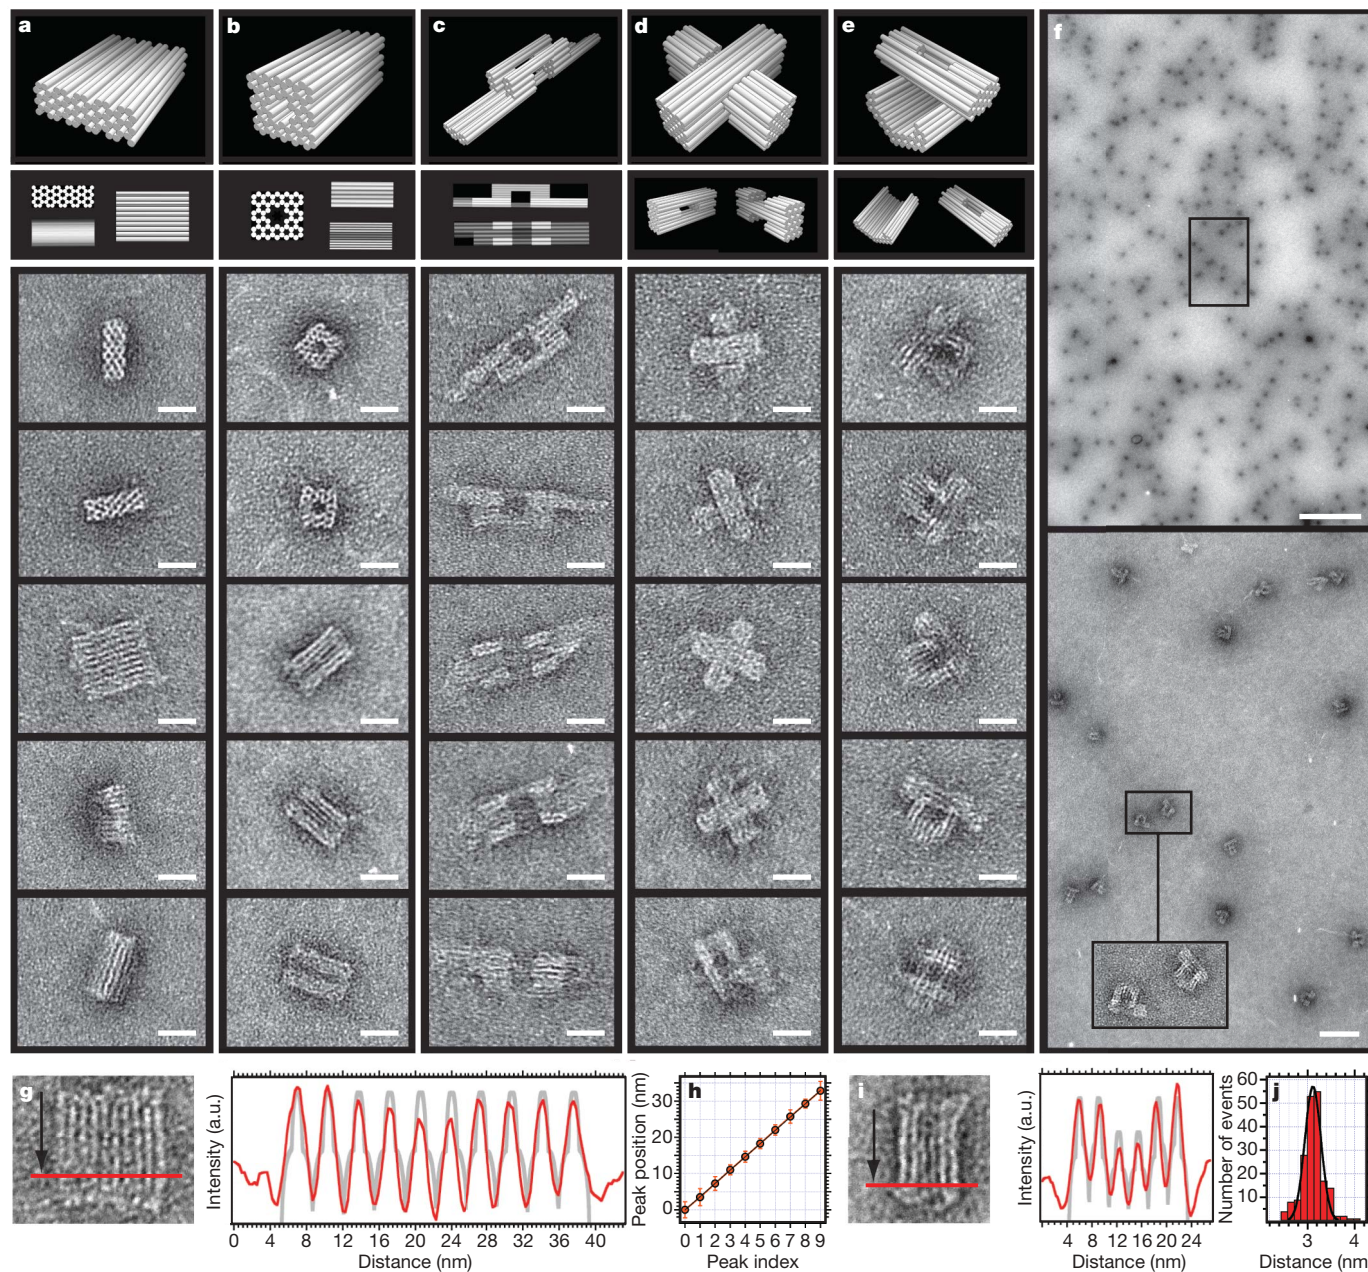 a
b
c
d
e
f
g
Intensity (a.u.)
0 4 8 12 16 20 24 28 32 36 40
Distance (nm)
h
Peak position (nm)
30
20
10
0
0 1 2 3 4 5 6 7 8 9
Peak index
i
Intensity (a.u.)
4 8 12 16 20 24
Distance (nm)
j
Number of events
60
50
40
30
20
10
3 4
Distance (nm